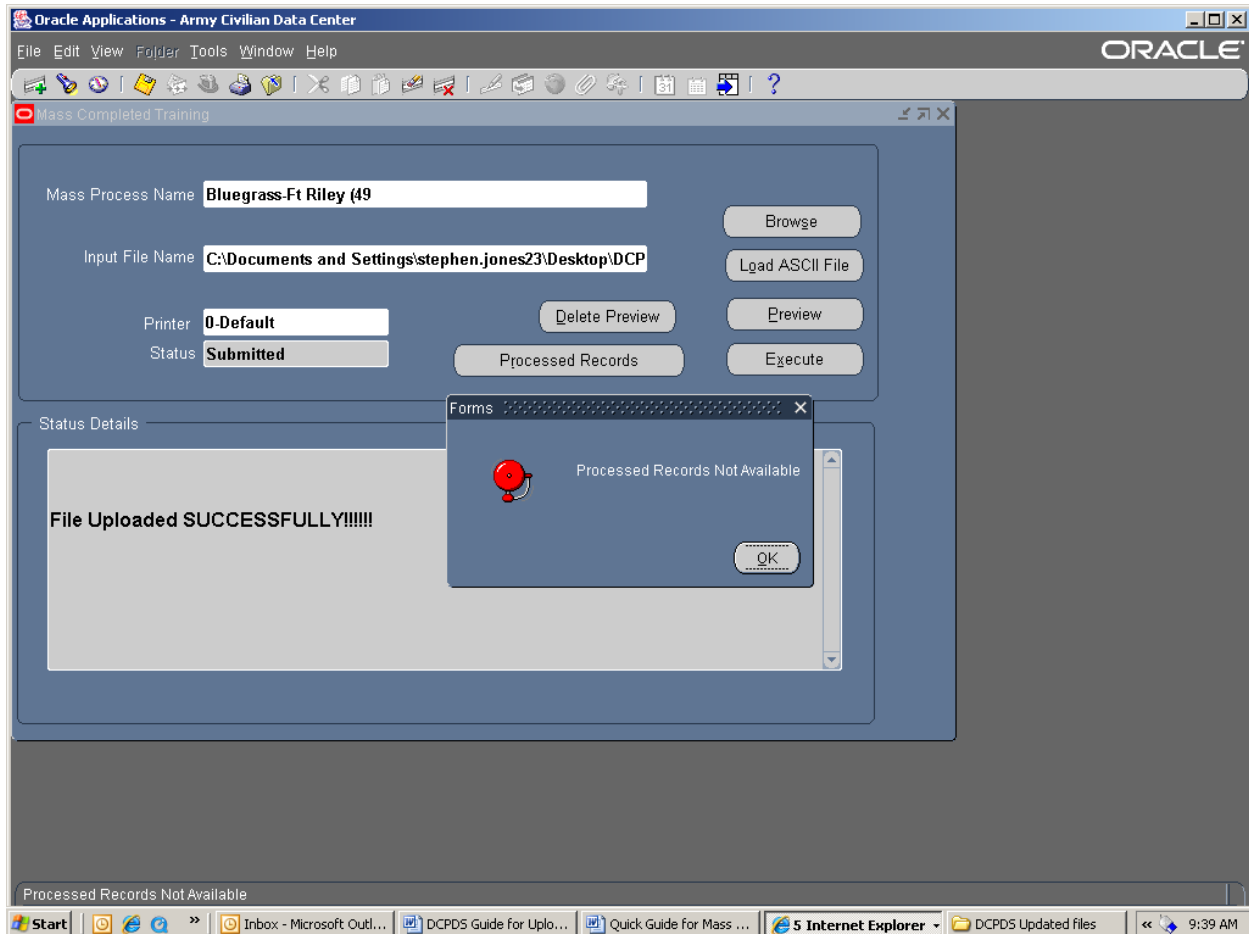 Oracle Applications - Army Civilian Data Center
File Edit View Folder Tools Window Help
ORACLE
Mass Completed Training
Mass Process Name Bluegrass-Ft Riley (49
Browse
Input File Name C:\Documents and Settings\stephen.jones23\Desktop\DCP
Load ASCII File
Printer 0-Default
Delete Preview
Preview
Status Submitted
Processed Records
Execute
Forms
Status Details
Processed Records Not Available
File Uploaded SUCCESSFULLY!!!!!!
OK
Processed Records Not Available
Start
»
Inbox - Microsoft Outl...
DCPDS Guide for Uplo...
Quick Guide for Mass ...
5 Internet Explorer
DCPDS Updated files
«
9:39 AM